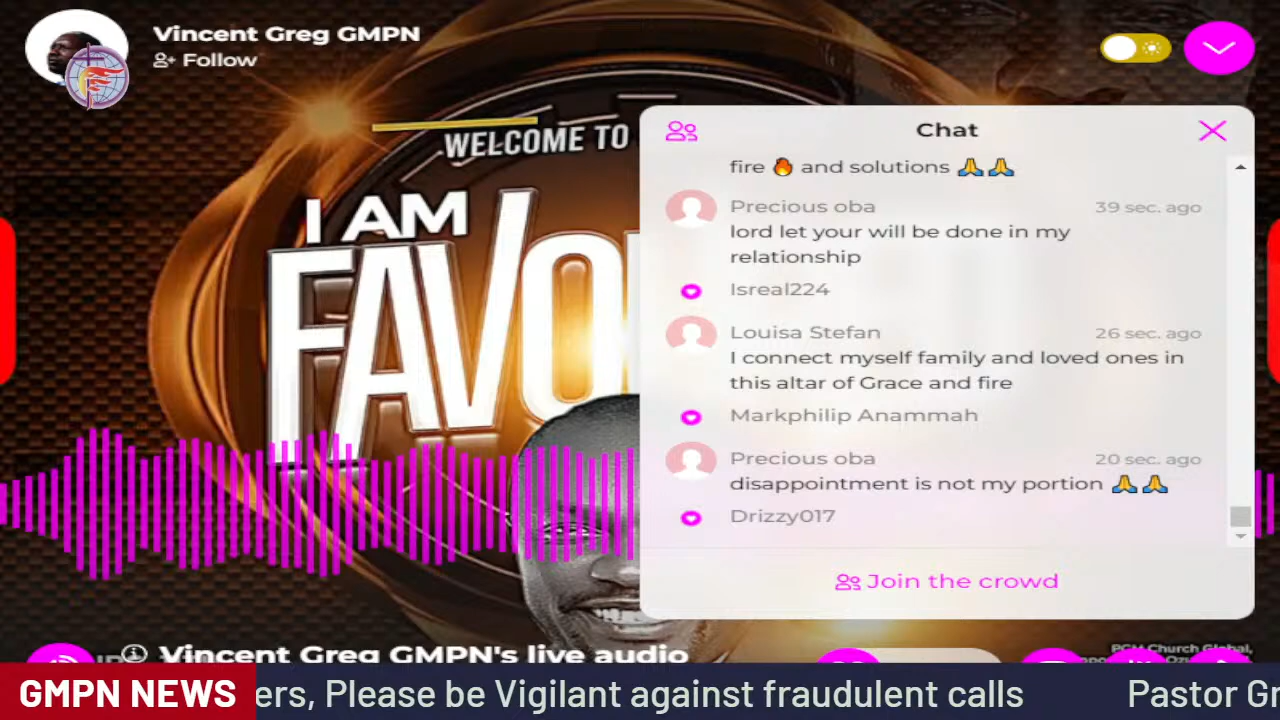 Vincent Greg GMPN
Follow
WELCOME TO
I AM
FAVO
Chat
fire 🔥 and solutions 🙏🙏
Precious oba 39 sec. ago
lord let your will be done in my
relationship
Isreal224
Louisa Stefan 26 sec. ago
I connect myself family and loved ones in
this altar of Grace and fire
Markphilip Anammah
Precious oba 20 sec. ago
disappointment is not my portion 🙏🙏
Drizzy017
Join the crowd
Vincent Greg GMPN's live audio
Church Global,
GMPN NEWS ers, Please be Vigilant against fraudulent calls Pastor Gr